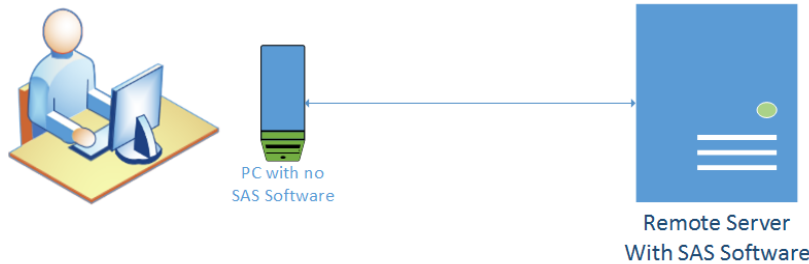 PC with no
SAS Software
Remote Server
With SAS Software